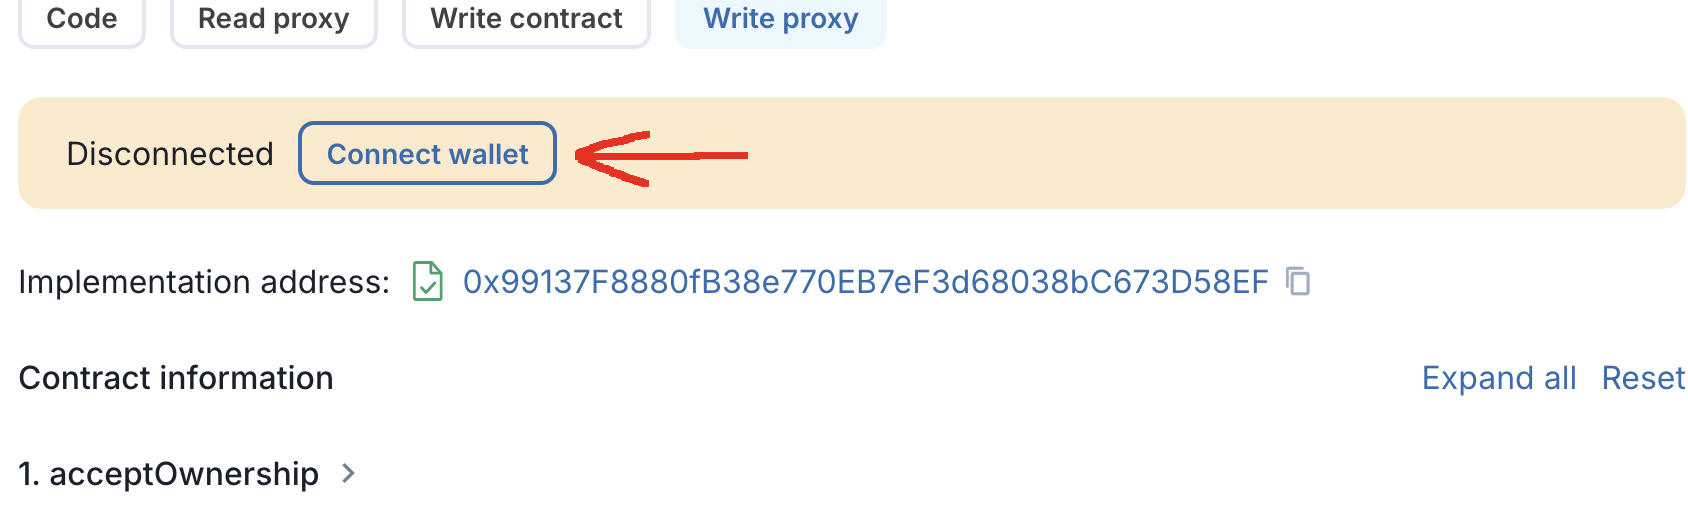 Code Read proxy Write contract Write proxy
Disconnected Connect wallet
Implementation address: 0x99137F8880fB38e770EB7eF3d68038bC673D58EF
Contract information Expand all Reset
1. acceptOwnership